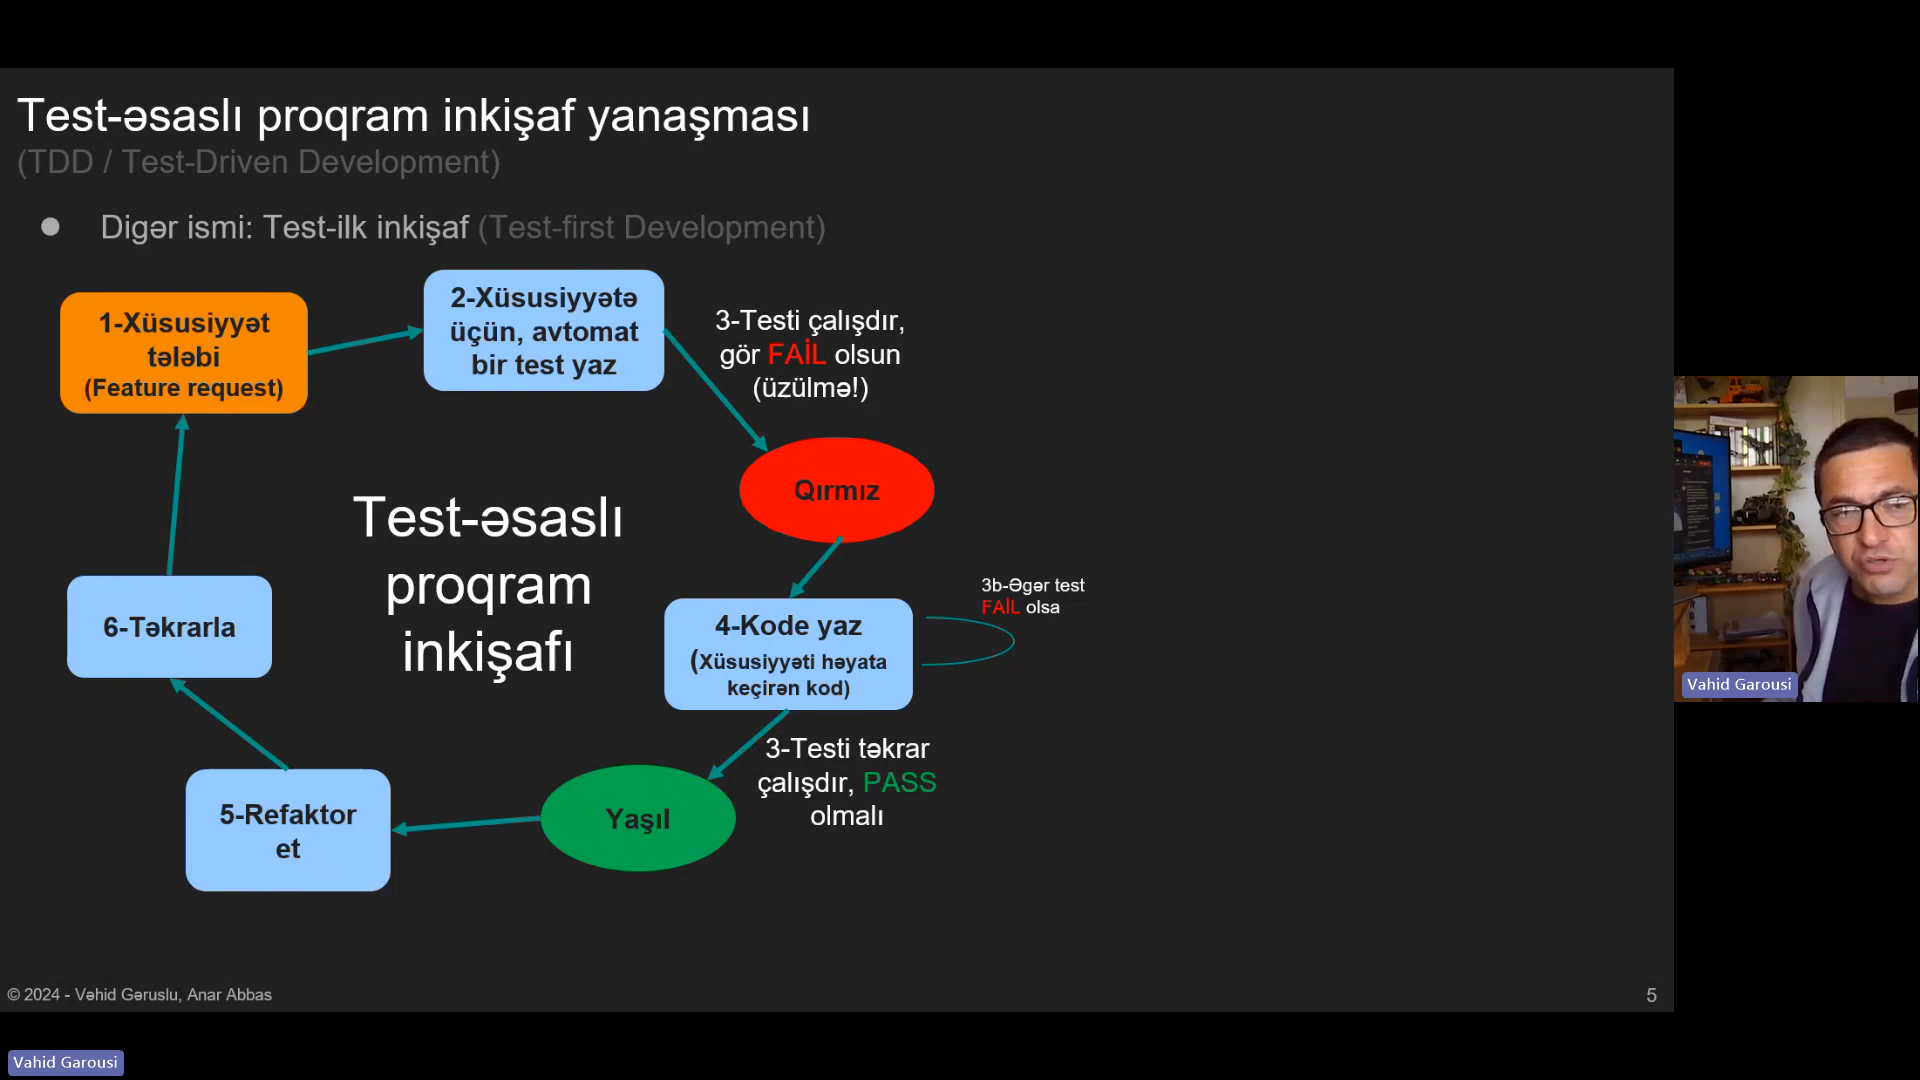 Test-əsaslı proqram inkişaf yanaşması
(TDD / Test-Driven Development)
● Digər ismi: Test-ilk inkişaf (Test-first Development)
1-Xüsusiyyət
tələbi
(Feature request)
2-Xüsusiyyətə
üçün, avtomat
bir test yaz
3-Testi çalışdır,
gör FAİL olsun
(üzülmə!)
Qırmız
Test-əsaslı
proqram
inkişafı
3b-Əgər test
FAİL olsa
4-Kode yaz
(Xüsusiyyəti həyata
keçirən kod)
6-Təkrarla
3-Testi təkrar
çalışdır, PASS
olmalı
Yaşıl
5-Refaktor
et
© 2024 - Vəhid Gəruslu, Anar Abbas
5
Vahid Garousi
Vahid Garousi